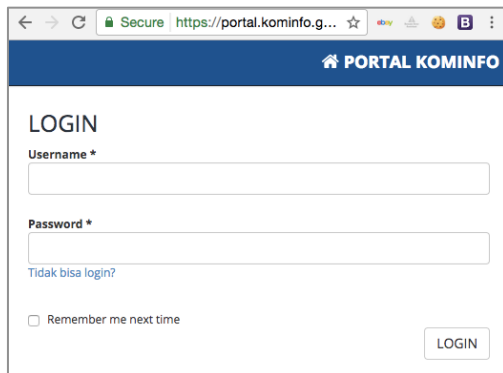 Secure https://portal.kominfo.g...
ebay B
PORTAL KOMINFO
LOGIN
Username *
Password *
Tidak bisa login?
Remember me next time
LOGIN